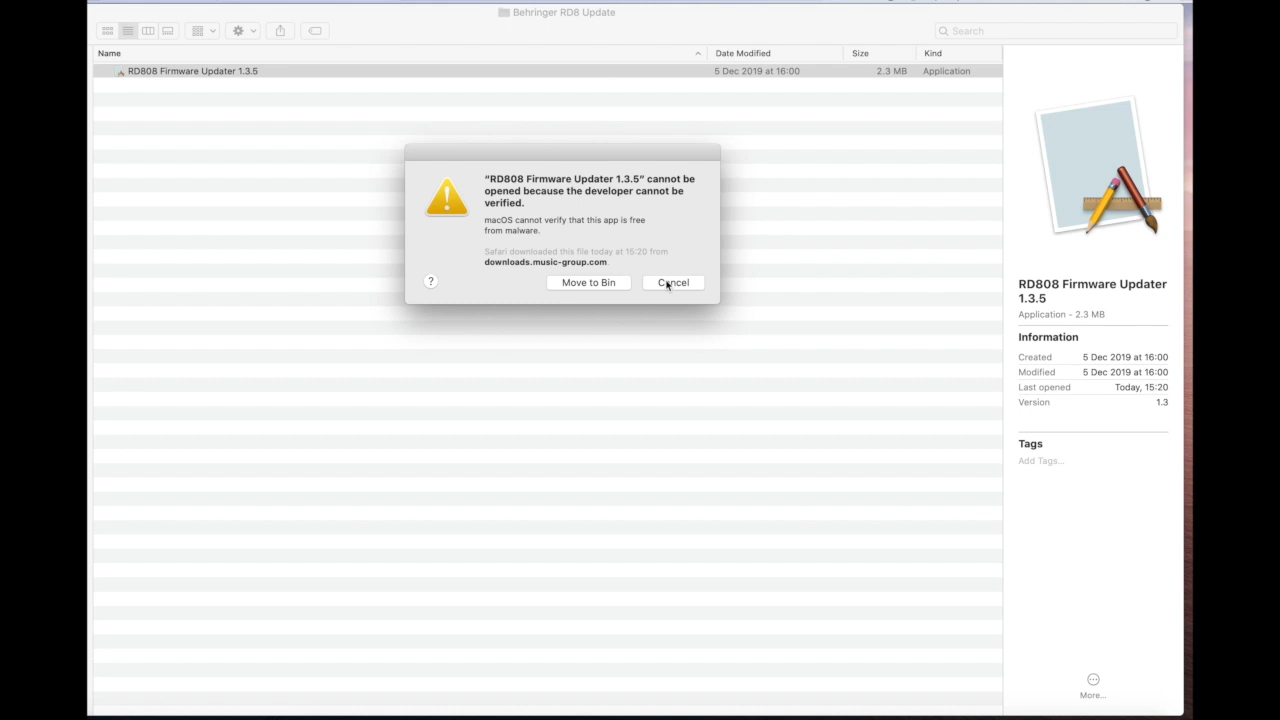 Behringer RD8 Update
Search
Name Date Modified Size Kind
RD808 Firmware Updater 1.3.5 5 Dec 2019 at 16:00 2.3 MB Application
“RD808 Firmware Updater 1.3.5” cannot be
opened because the developer cannot be
verified.
macOS cannot verify that this app is free
from malware.
Safari downloaded this file today at 15:20 from
downloads.music-group.com.
? Move to Bin Cancel
RD808 Firmware Updater
1.3.5
Application - 2.3 MB
Information
Created 5 Dec 2019 at 16:00
Modified 5 Dec 2019 at 16:00
Last opened Today, 15:20
Version 1.3
Tags
Add Tags...
More...